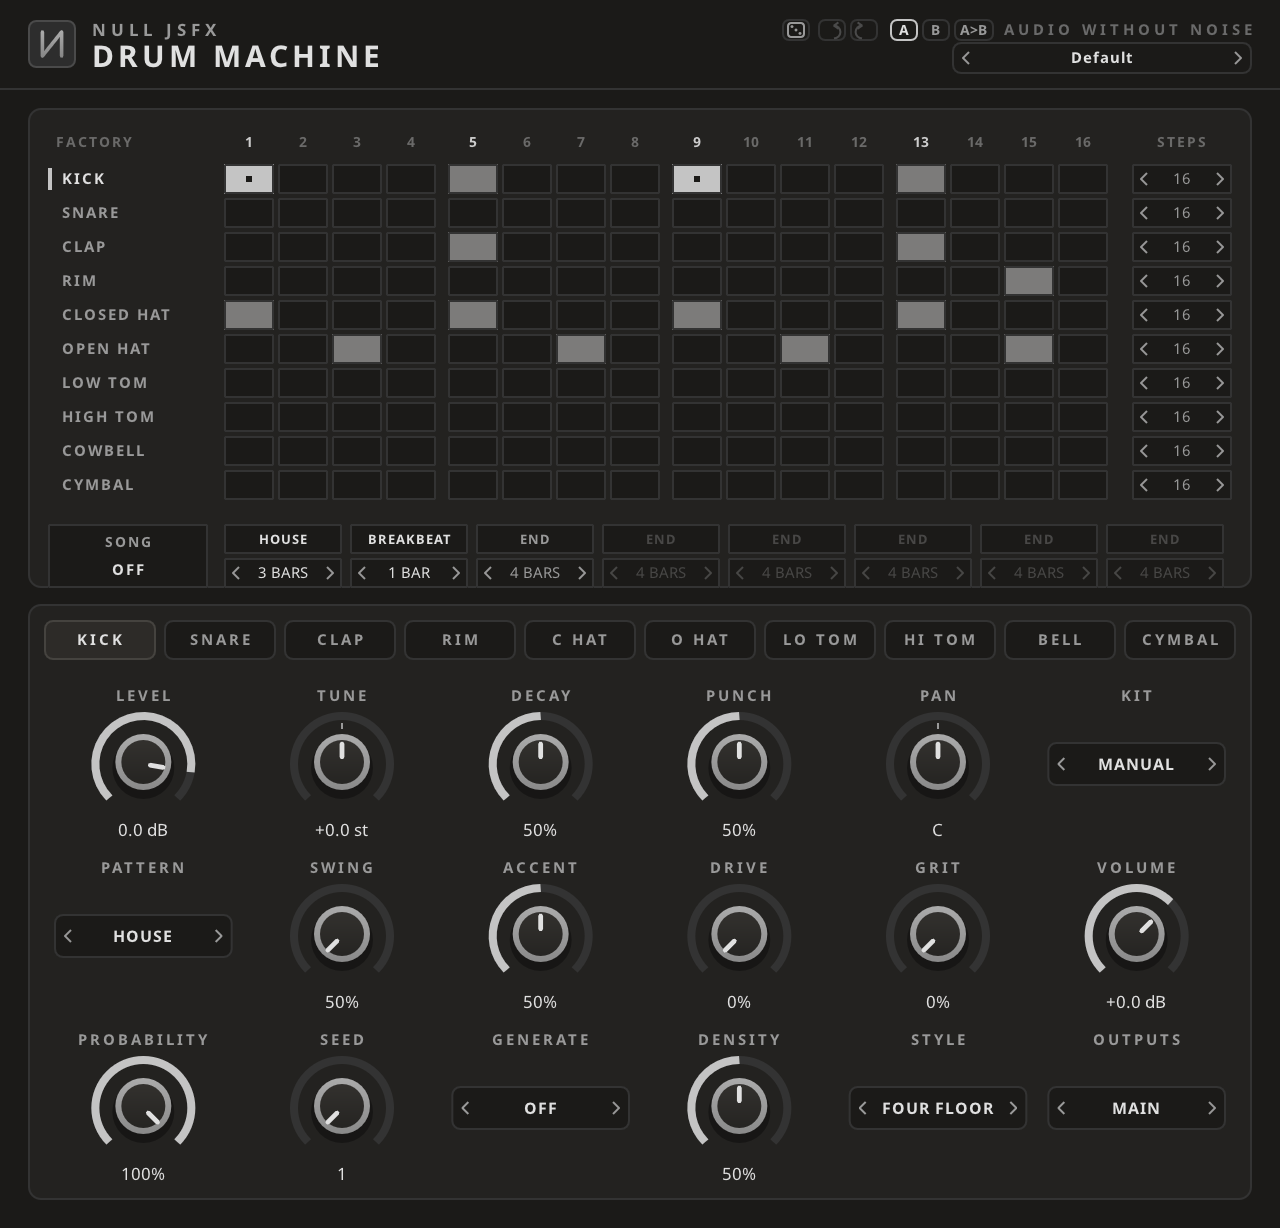 NULL JSFX
DRUM MACHINE
A B A>B AUDIO WITHOUT NOISE
Default
FACTORY 1 2 3 4 5 6 7 8 9 10 11 12 13 14 15 16 STEPS
KICK 16
SNARE 16
CLAP 16
RIM 16
CLOSED HAT 16
OPEN HAT 16
LOW TOM 16
HIGH TOM 16
COWBELL 16
CYMBAL 16
SONG HOUSE BREAKBEAT END END END END END END
OFF 3 BARS 1 BAR 4 BARS 4 BARS 4 BARS 4 BARS 4 BARS 4 BARS
KICK SNARE CLAP RIM C HAT O HAT LO TOM HI TOM BELL CYMBAL
LEVEL TUNE DECAY PUNCH PAN KIT
MANUAL
0.0 dB +0.0 st 50% 50% C
PATTERN SWING ACCENT DRIVE GRIT VOLUME
HOUSE
50% 50% 0% 0% +0.0 dB
PROBABILITY SEED GENERATE DENSITY STYLE OUTPUTS
OFF FOUR FLOOR MAIN
100% 1 50%